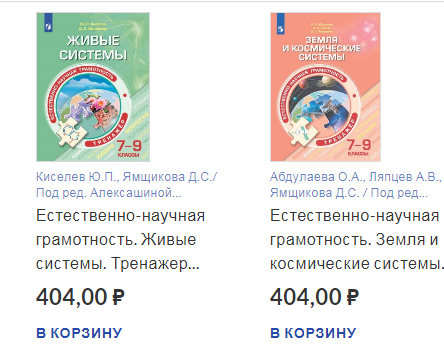 ЖИВЫЕ
СИСТЕМЫ
ЕСТЕСТВЕННО-НАУЧНАЯ ГРАМОТНОСТЬ
ТРЕНАЖЁР
7–9
КЛАССЫ
Киселев Ю.П., Ямщикова Д.С./
Под ред. Алексашиной...
Естественно-научная
грамотность. Живые
системы. Тренажер...
404,00 ₽
В КОРЗИНУ
ЗЕМЛЯ
И КОСМИЧЕСКИЕ
СИСТЕМЫ
ЕСТЕСТВЕННО-НАУЧНАЯ ГРАМОТНОСТЬ
ТРЕНАЖЁР
7–9
КЛАССЫ
Абдулаева О.А., Ляпцев А.В.,
Ямщикова Д.С. / Под ред...
Естественно-научная
грамотность. Земля и
космические системы.
404,00 ₽
В КОРЗИНУ